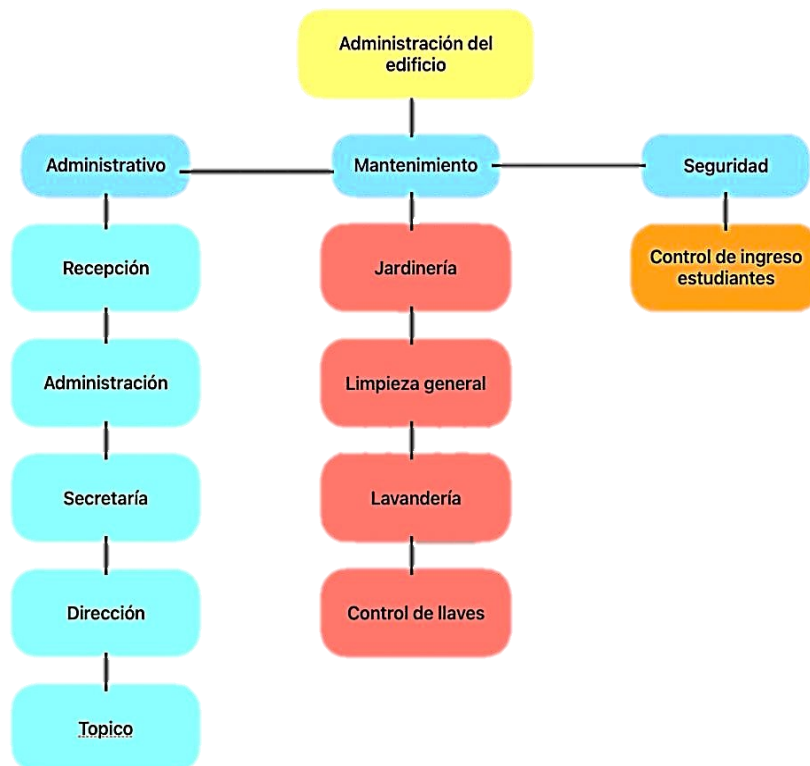 Administración del
edificio
Administrativo
Mantenimiento
Seguridad
Recepción
Jardinería
Control de ingreso
estudiantes
Administración
Limpieza general
Secretaría
Lavandería
Dirección
Control de llaves
Topico